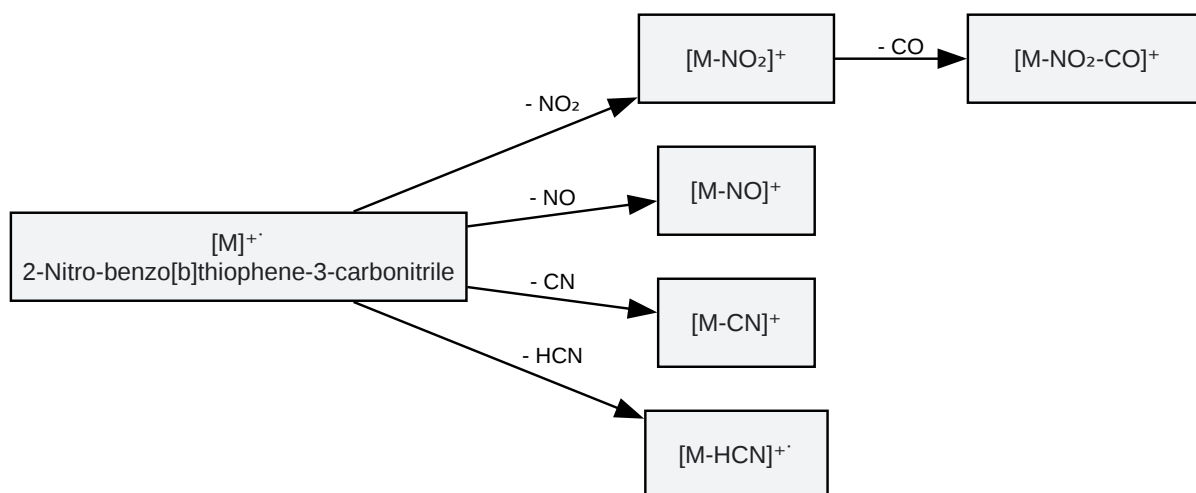 [M-NO₂]⁺
- CO
[M-NO₂-CO]⁺
- NO₂
[M-NO]⁺
- NO
[M]⁺˙
2-Nitro-benzo[b]thiophene-3-carbonitrile
- CN
[M-CN]⁺
- HCN
[M-HCN]⁺˙